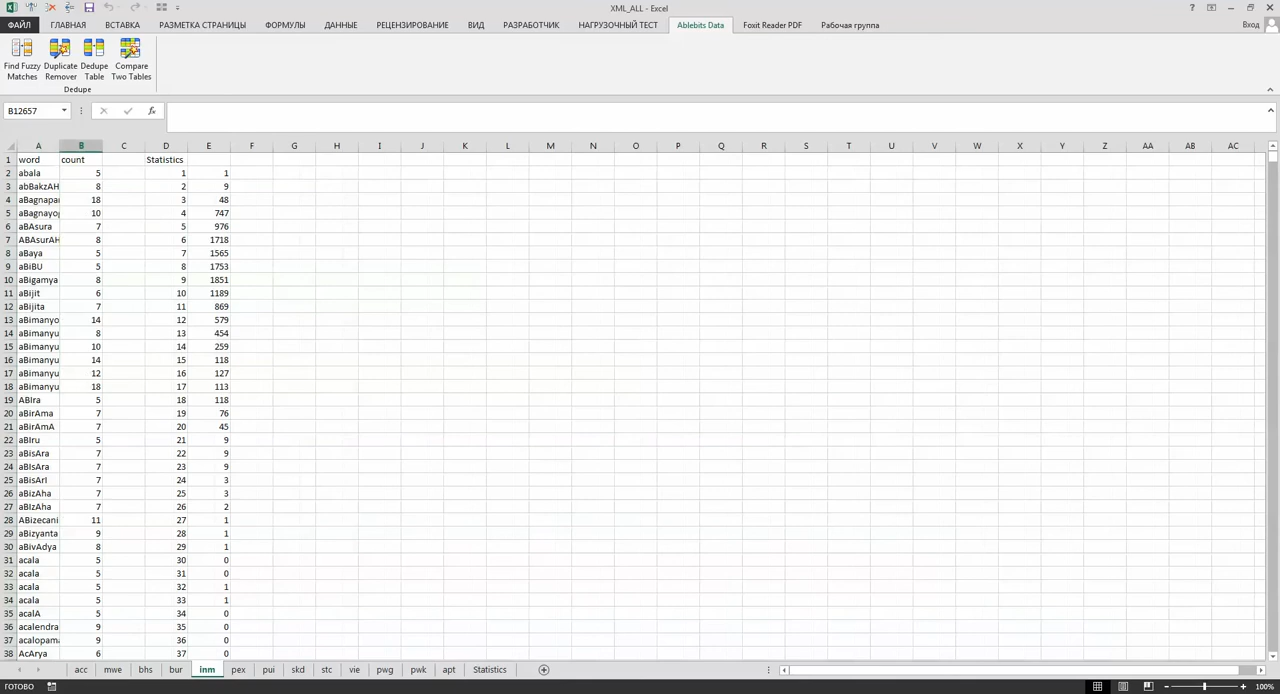 XML_ALL - Excel
ФАЙЛ ГЛАВНАЯ ВСТАВКА РАЗМЕТКА СТРАНИЦЫ ФОРМУЛЫ ДАННЫЕ РЕЦЕНЗИРОВАНИЕ ВИД РАЗРАБОТЧИК НАГРУЗОЧНЫЙ ТЕСТ Ablebits Data Foxit Reader PDF Рабочая группа Вход
Find Fuzzy Matches Duplicate Remover Dedupe Table Compare Two Tables
Dedupe
B12657 fx
A B C D E F G H I J K L M N O P Q R S T U V W X Y Z AA AB AC
1 word count Statistics
2 abala 5 1 1
3 abBakzAH 8 2 9
4 aBagnapa 18 3 48
5 aBagnayo 10 4 747
6 aBAsura 7 5 976
7 ABAsurAH 8 6 1718
8 aBaya 5 7 1565
9 aBiBU 5 8 1753
10 aBigamya 8 9 1851
11 aBijit 6 10 1189
12 aBijita 7 11 869
13 aBimanyo 14 12 579
14 aBimanyu 8 13 454
15 aBimanyu 10 14 259
16 aBimanyu 14 15 118
17 aBimanyu 12 16 127
18 aBimanyu 18 17 113
19 ABIra 5 18 118
20 aBirAma 7 19 76
21 aBirAmA 7 20 45
22 aBIru 5 21 9
23 aBisAra 7 22 9
24 aBIsAra 7 23 9
25 aBisArI 7 24 3
26 aBizAha 7 25 3
27 aBIzAha 7 26 2
28 ABizecani 11 27 1
29 aBizyanta 9 28 1
30 aBivAdya 8 29 1
31 acala 5 30 0
32 acala 5 31 0
33 acala 5 32 1
34 acala 5 33 1
35 acalA 5 34 0
36 acalendra 9 35 0
37 acalopama 9 36 0
38 AcArya 6 37 0
acc mwe bhs bur inm pex pui skd stc vie pwg pwk apt Statistics
ГОТОВО 100%